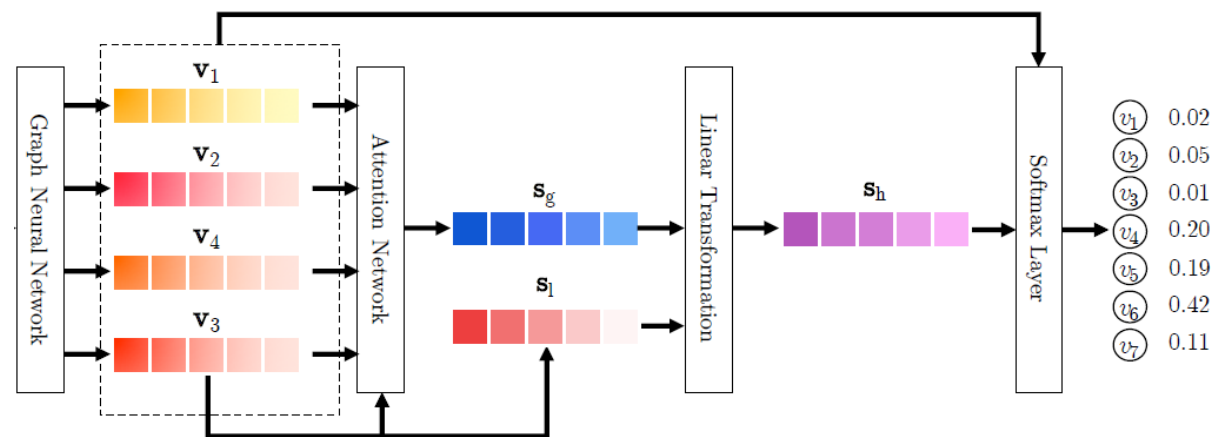 Graph Neural Network
v1
v2
v4
v3
Attention Network
sg
sl
Linear Transformation
sh
Softmax Layer
v1 0.02
v2 0.05
v3 0.01
v4 0.20
v5 0.19
v6 0.42
v7 0.11